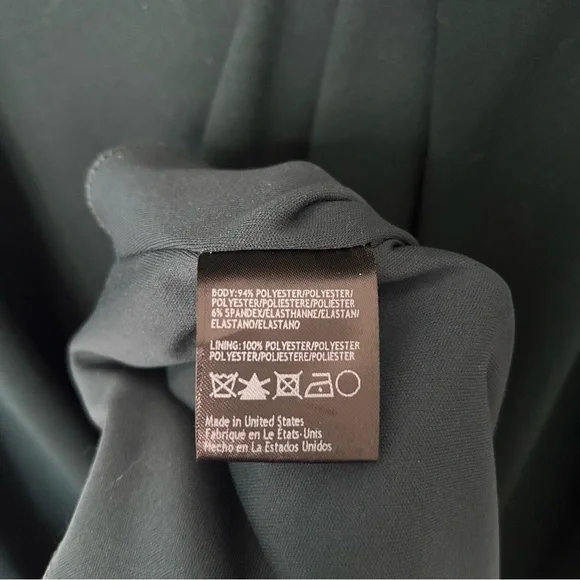 BODY:94% POLYESTER/POLYESTER/
POLYESTER/POLIESTERE/POLIÉSTER
6% SPANDEX/ÉLASTHANNE/ELASTAN/
ELASTANO/ELASTANO
LINING:100% POLYESTER/POLYESTER
POLYESTER/POLIESTERE/POLIÉSTER
Made in United States
Fabriqué en Le États-Unis
Hecho en La Estados Unidos